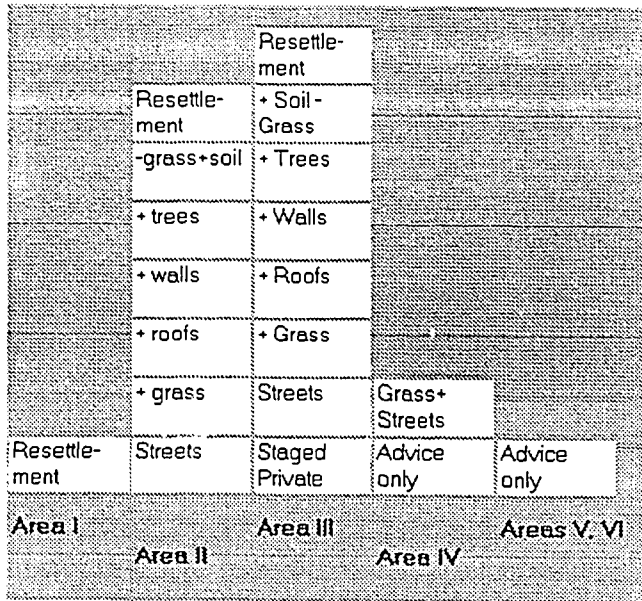 Resettle-
ment
Resettle-
ment
+ Soil -
Grass
-grass+soil
+ Trees
+ trees
+ Walls
+ walls
+ Roofs
+ roofs
+ Grass
+ grass
Streets
Grass+
Streets
Resettle-
ment
Streets
Staged
Private
Advice
only
Advice
only
Area I
Area II
Area III
Area IV
Areas V, VI